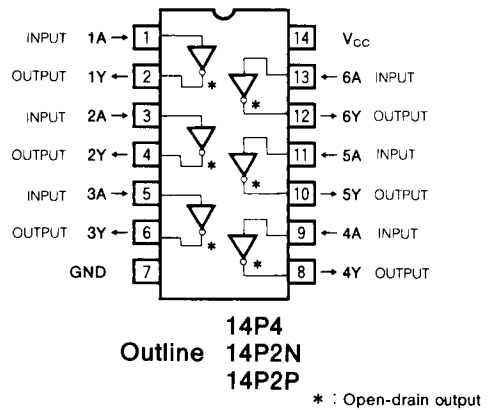 INPUT 1A → 1 14 VCC
OUTPUT 1Y ← 2 * 13 ← 6A INPUT
INPUT 2A → 3 * 12 → 6Y OUTPUT
OUTPUT 2Y ← 4 * 11 ← 5A INPUT
INPUT 3A → 5 * 10 → 5Y OUTPUT
OUTPUT 3Y ← 6 * 9 ← 4A INPUT
GND 7 * 8 → 4Y OUTPUT
14P4
Outline 14P2N
14P2P
* : Open-drain output